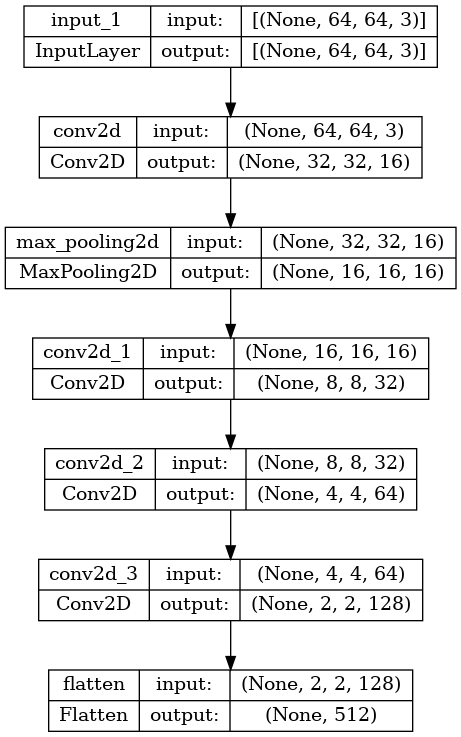 input_1 input: [(None, 64, 64, 3)]
InputLayer output: [(None, 64, 64, 3)]
conv2d input: (None, 64, 64, 3)
Conv2D output: (None, 32, 32, 16)
max_pooling2d input: (None, 32, 32, 16)
MaxPooling2D output: (None, 16, 16, 16)
conv2d_1 input: (None, 16, 16, 16)
Conv2D output: (None, 8, 8, 32)
conv2d_2 input: (None, 8, 8, 32)
Conv2D output: (None, 4, 4, 64)
conv2d_3 input: (None, 4, 4, 64)
Conv2D output: (None, 2, 2, 128)
flatten input: (None, 2, 2, 128)
Flatten output: (None, 512)